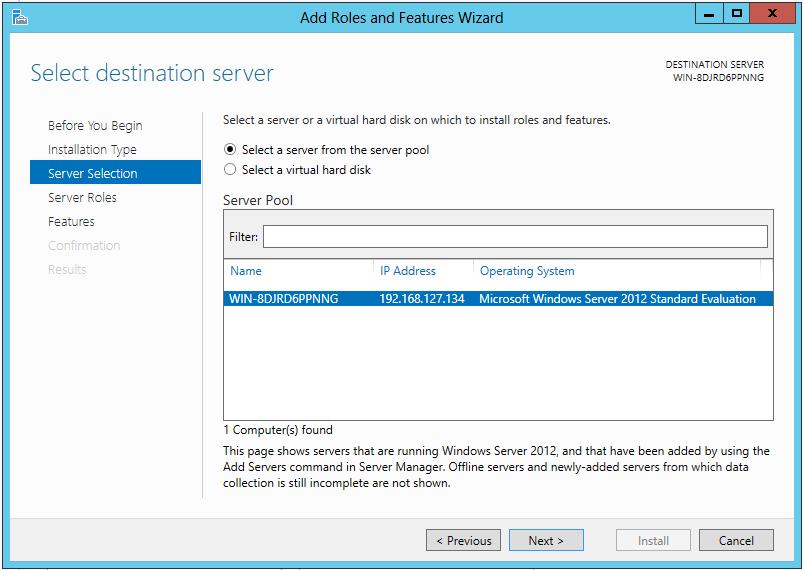 Add Roles and Features Wizard
x
Select destination server
DESTINATION SERVER
WIN-8DJRD6PPNNG
Before You Begin
Installation Type
Server Selection
Server Roles
Features
Confirmation
Results
Select a server or a virtual hard disk on which to install roles and features.
Select a server from the server pool
Select a virtual hard disk
Server Pool
Filter:
Name IP Address Operating System
WIN-8DJRD6PPNNG 192.168.127.134 Microsoft Windows Server 2012 Standard Evaluation
1 Computer(s) found
This page shows servers that are running Windows Server 2012, and that have been added by using the
Add Servers command in Server Manager. Offline servers and newly-added servers from which data
collection is still incomplete are not shown.
< Previous Next > Install Cancel